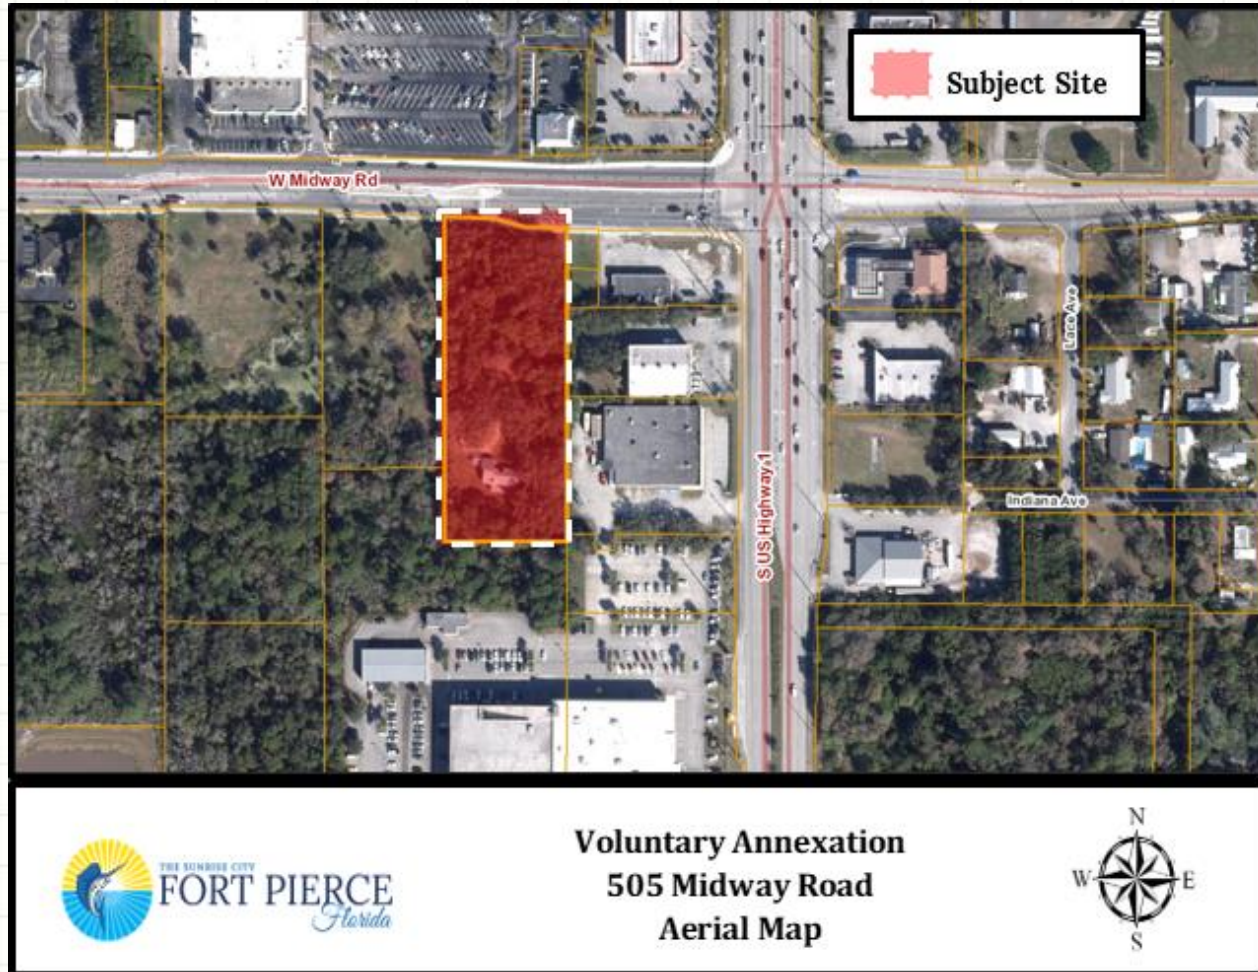 Subject Site
W Midway Rd
Lace Ave
Indiana Ave
S US Highway 1
THE SUNRISE CITY
FORT PIERCE
Florida
Voluntary Annexation
505 Midway Road
Aerial Map
N
W
E
S